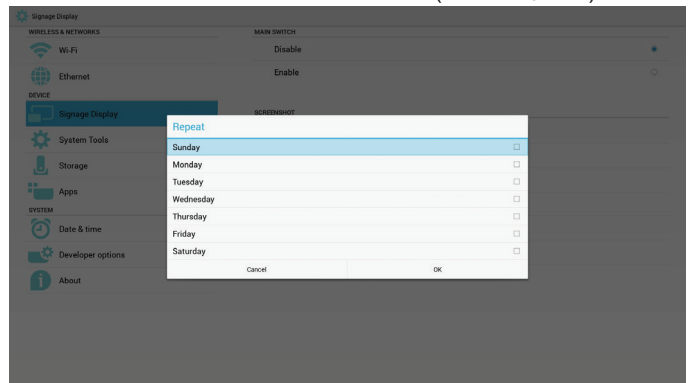 Signage Display
WIRELESS & NETWORKS
Wi-Fi
Ethernet
DEVICE
Signage Display
System Tools
Storage
Apps
SYSTEM
Date & time
Developer options
About
MAIN SWITCH
Disable
Enable
SCREENSHOT
Repeat
Sunday
Monday
Tuesday
Wednesday
Thursday
Friday
Saturday
Cancel OK